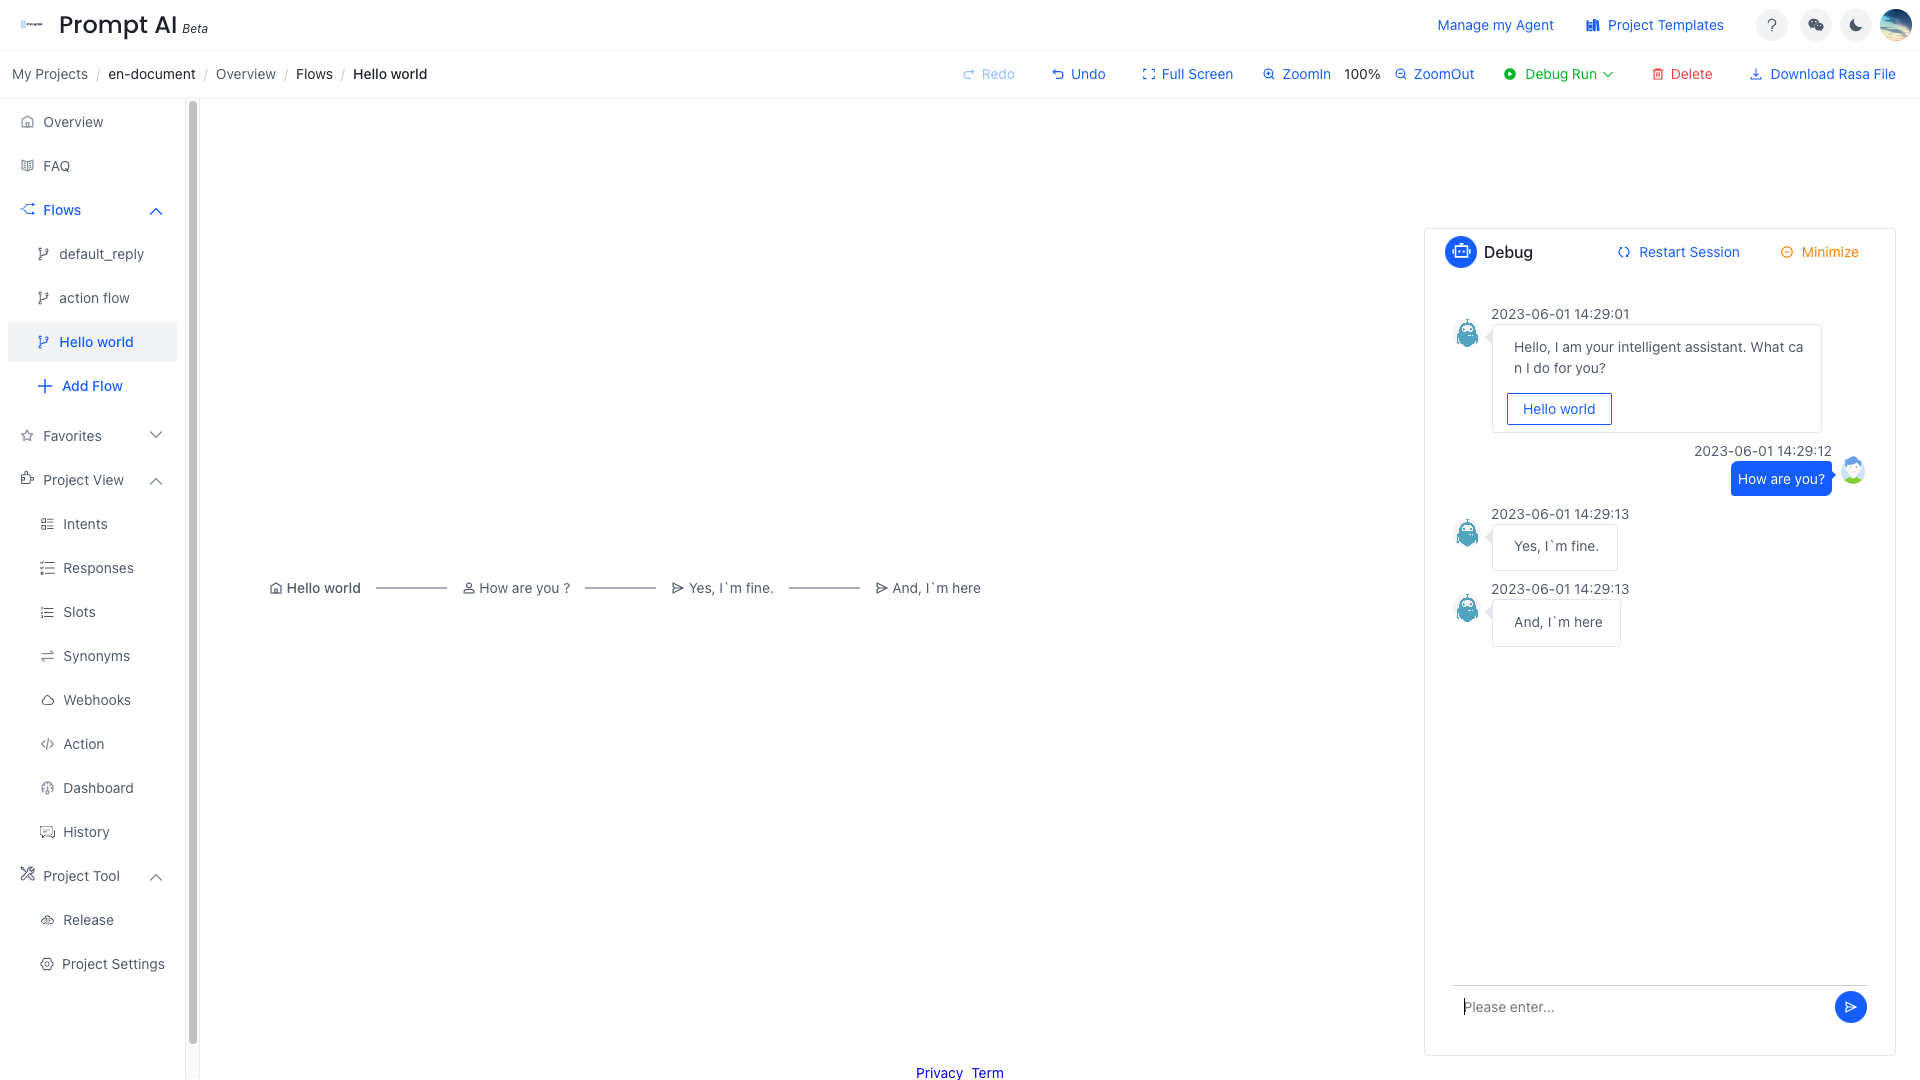 Prompt AI Beta
Manage my Agent
Project Templates
?
My Projects / en-document / Overview / Flows / Hello world
Redo
Undo
Full Screen
ZoomIn
100%
ZoomOut
Debug Run
Delete
Download Rasa File
Overview
FAQ
Flows
default_reply
action flow
Hello world
Add Flow
Favorites
Project View
Intents
Responses
Slots
Synonyms
Webhooks
Action
Dashboard
History
Project Tool
Release
Project Settings
Hello world
How are you ?
Yes, I`m fine.
And, I`m here
Debug
Restart Session
Minimize
2023-06-01 14:29:01
Hello, I am your intelligent assistant. What ca
n I do for you?
Hello world
2023-06-01 14:29:12
How are you?
2023-06-01 14:29:13
Yes, I`m fine.
2023-06-01 14:29:13
And, I`m here
Please enter...
Privacy Term